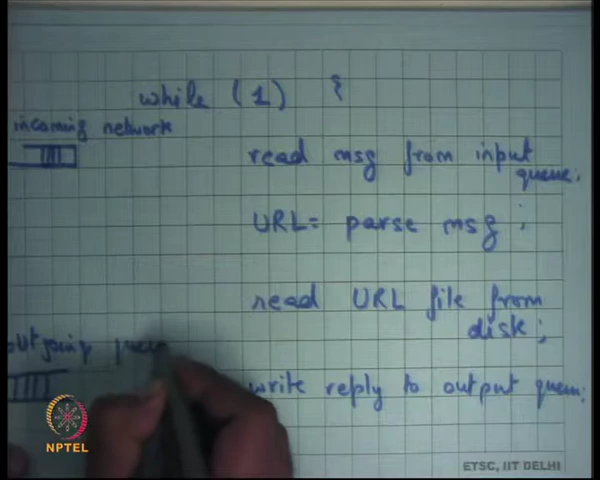 while (1) {
incoming network
read msg from input
queue;
URL= parse msg ;
read URL file from
disk;
outgoing
write reply to output queue;
NPTEL
ETSC, IIT DELHI